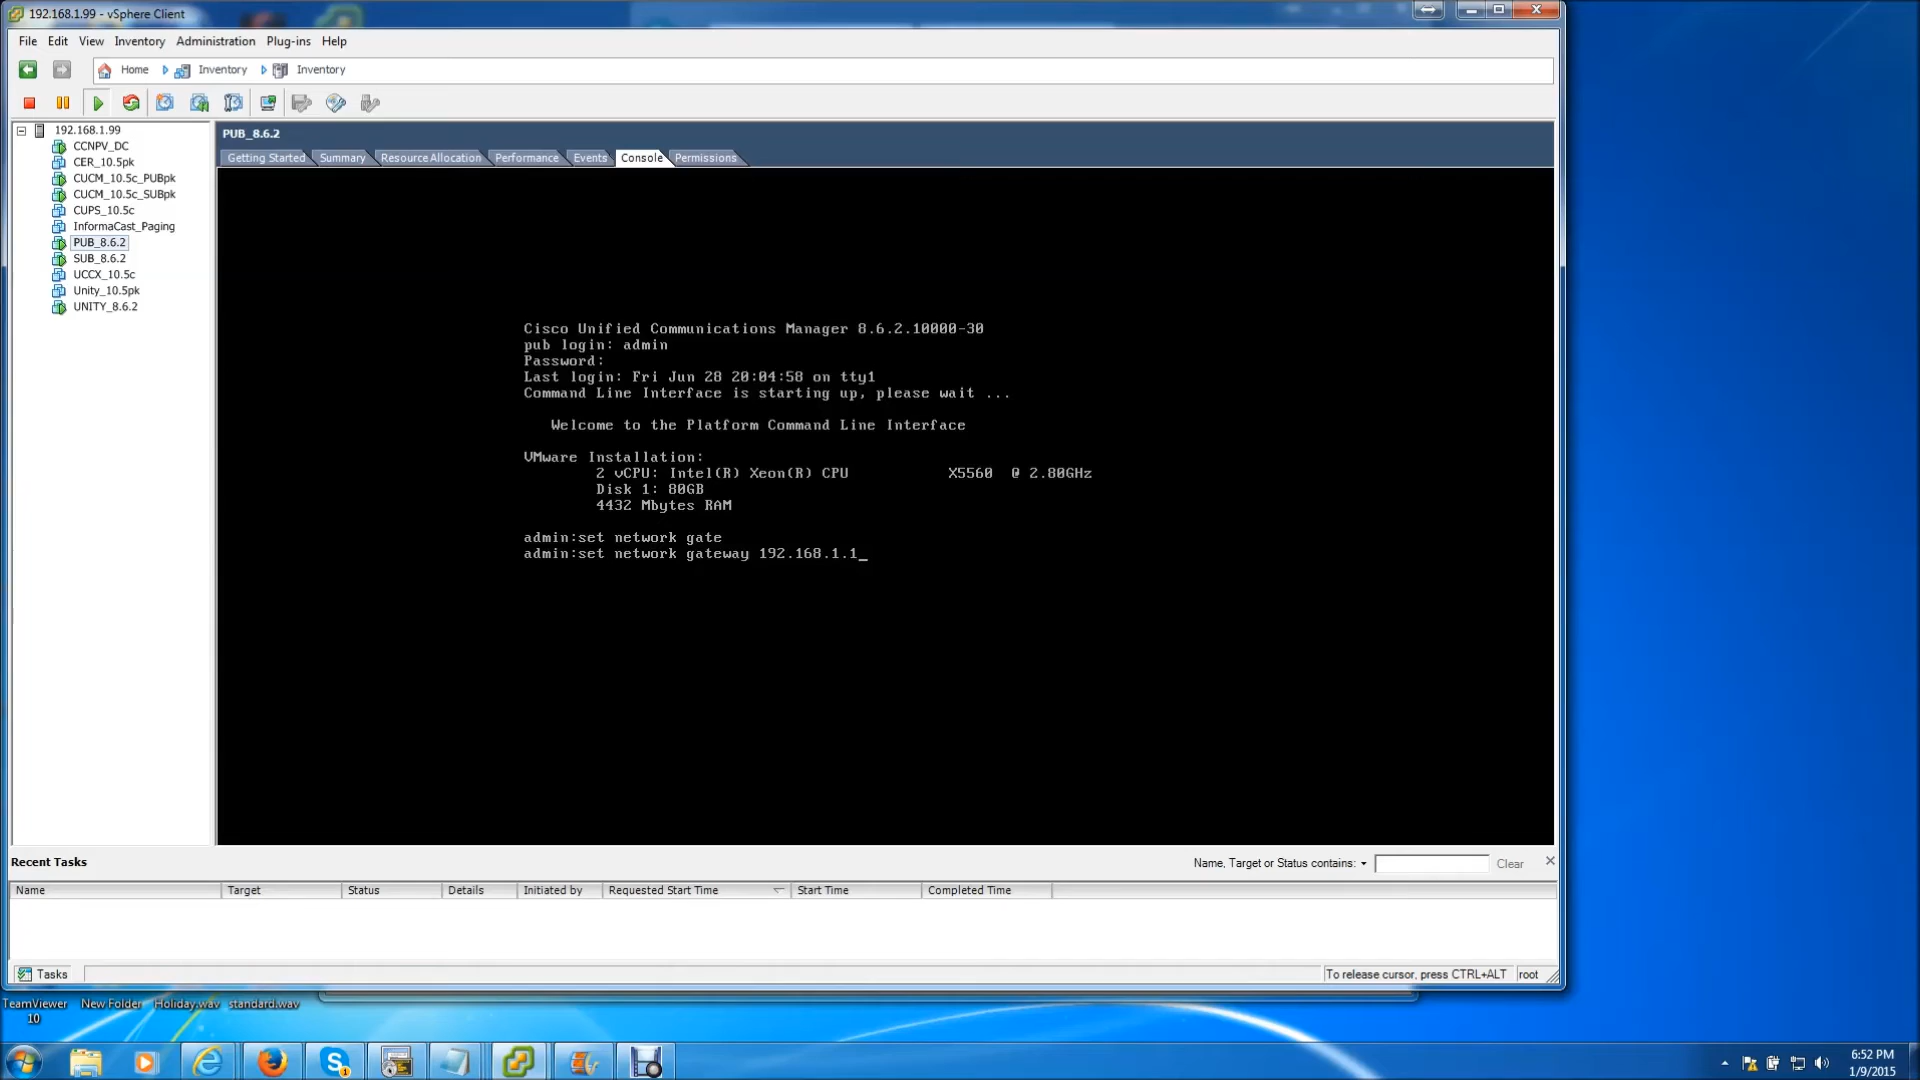 192.168.1.99 - vSphere Client
File Edit View Inventory Administration Plug-ins Help
Home Inventory Inventory
192.168.1.99
CCNPV_DC
CER_10.5pk
CUCM_10.5c_PUBpk
CUCM_10.5c_SUBpk
CUPS_10.5c
InformaCast_Paging
PUB_8.6.2
SUB_8.6.2
UCCX_10.5c
Unity_10.5pk
UNITY_8.6.2
PUB_8.6.2
Getting Started Summary Resource Allocation Performance Events Console Permissions
Cisco Unified Communications Manager 8.6.2.10000-30
pub login: admin
Password:
Last login: Fri Jun 28 20:04:58 on tty1
Command Line Interface is starting up, please wait ...
Welcome to the Platform Command Line Interface
VMware Installation:
2 vCPU: Intel(R) Xeon(R) CPU X5560 @ 2.80GHz
Disk 1: 80GB
4432 Mbytes RAM
admin:set network gate
admin:set network gateway 192.168.1.1_
Recent Tasks
Name, Target or Status contains: Clear
Name Target Status Details Initiated by Requested Start Time Start Time Completed Time
Tasks
To release cursor, press CTRL+ALT root
TeamViewer 10 New Folder Holiday.wav standard.wav
6:52 PM
1/9/2015